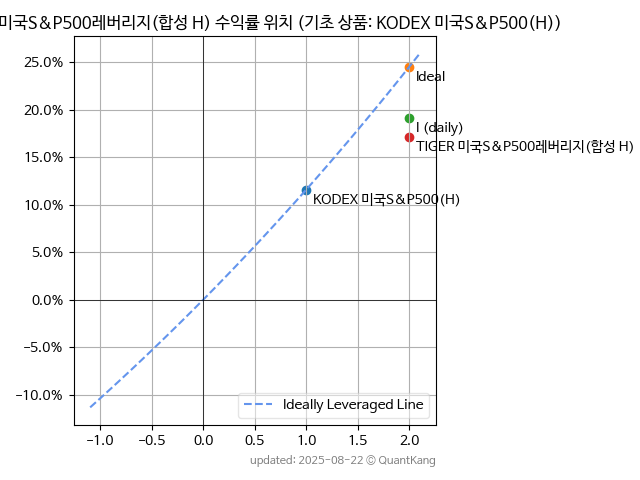 미국S&P500레버리지(합성 H) 수익률 위치 (기초 상품: KODEX 미국S&P500(H))
25.0%
20.0%
15.0%
10.0%
5.0%
0.0%
−5.0%
−10.0%
Ideal
I (daily)
TIGER 미국S&P500레버리지(합성 H)
KODEX 미국S&P500(H)
Ideally Leveraged Line
−1.0 −0.5 0.0 0.5 1.0 1.5 2.0
updated: 2025-08-22 © QuantKang